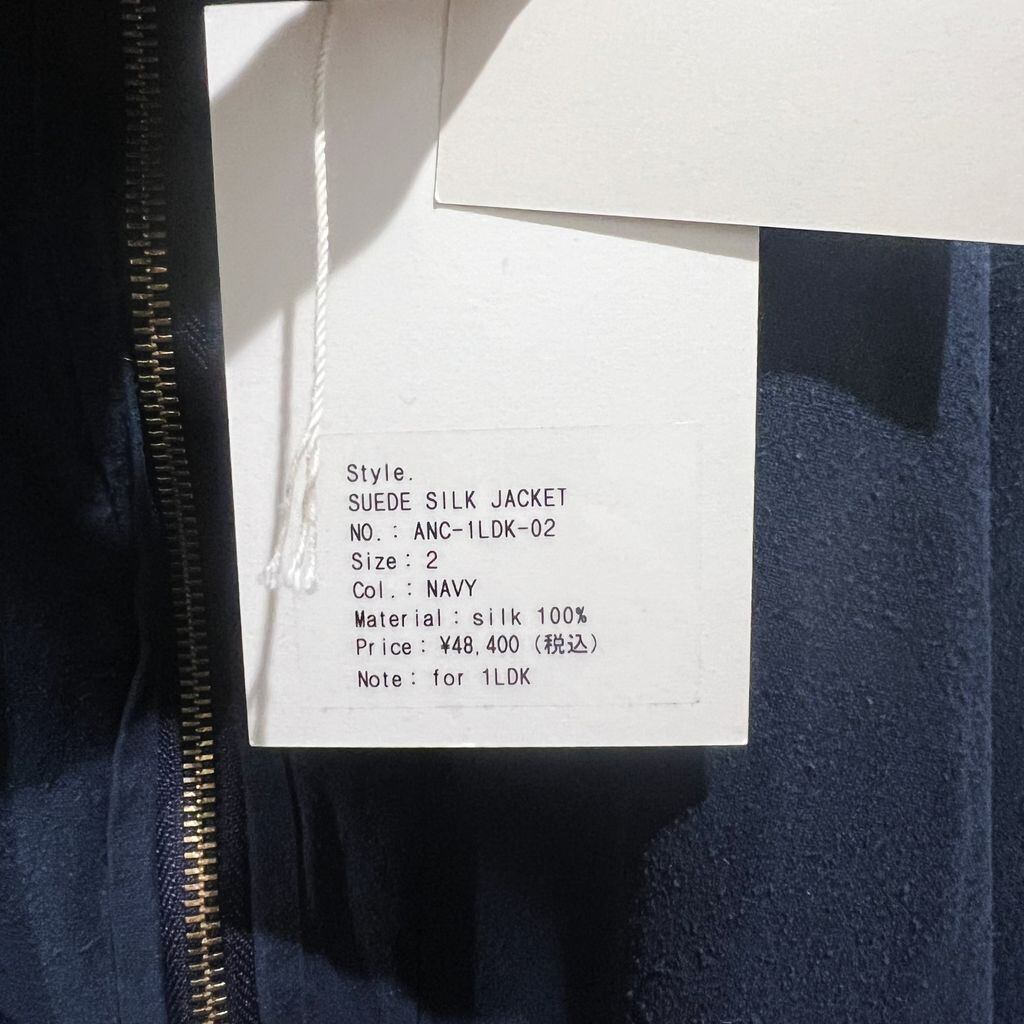 Style.
SUEDE SILK JACKET
NO.: ANC-1LDK-02
Size: 2
Col.: NAVY
Material: silk 100%
Price: ¥48,400 (税込)
Note: for 1LDK